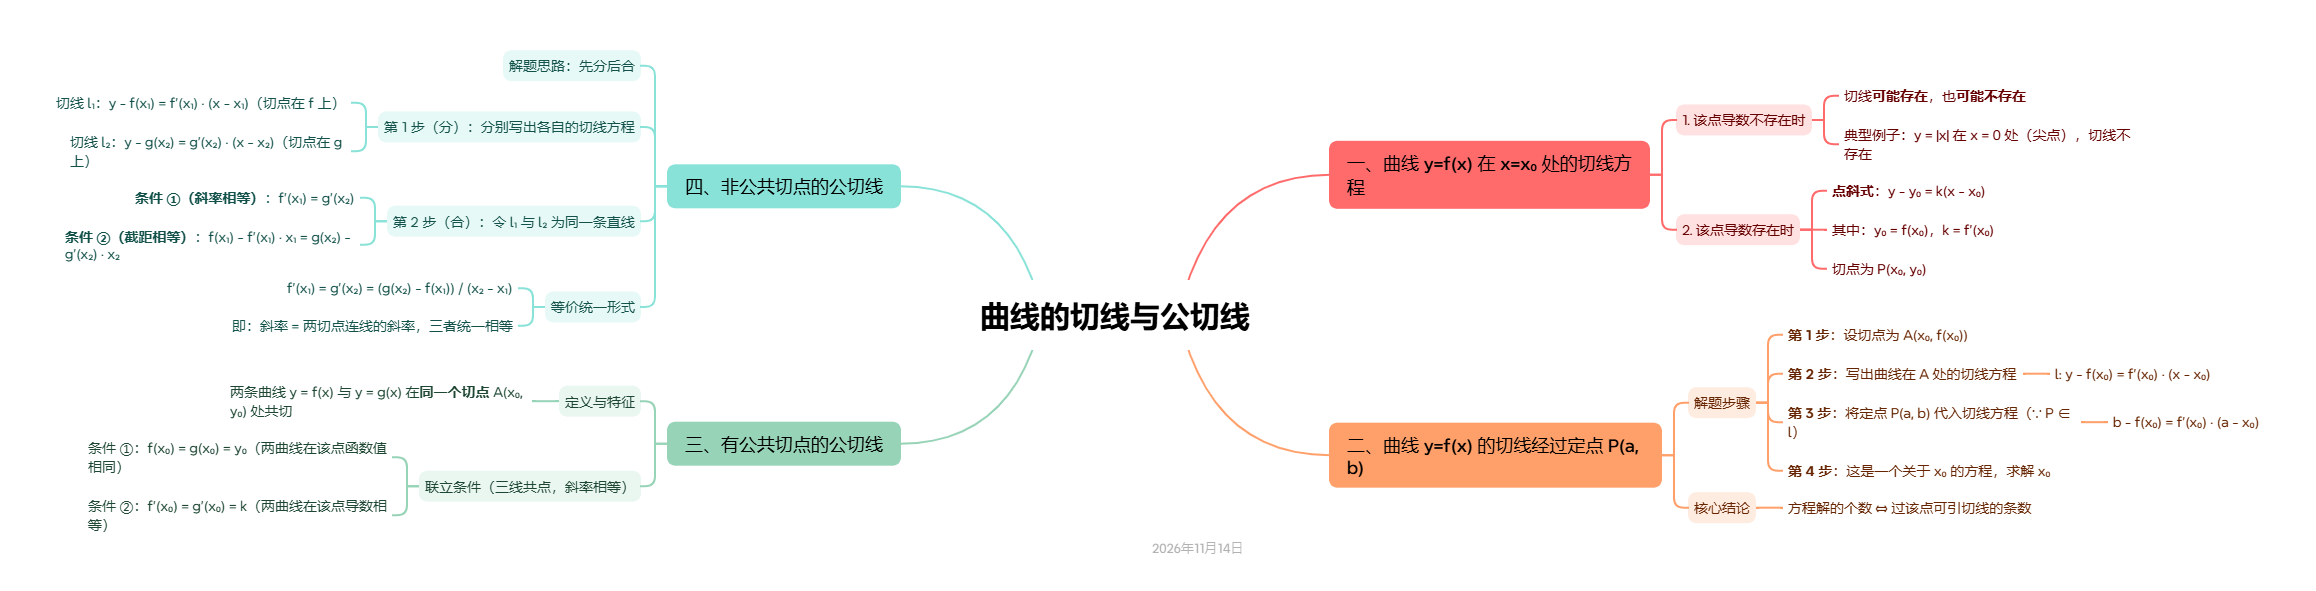 曲线的切线与公切线
一、曲线 y=f(x) 在 x=x₀ 处的切线方
程
1. 该点导数不存在时
切线可能存在，也可能不存在
典型例子：y = |x| 在 x = 0 处（尖点），切线不
存在
2. 该点导数存在时
点斜式：y – y₀ = k(x – x₀)
其中：y₀ = f(x₀)，k = f′(x₀)
切点为 P(x₀, y₀)
二、曲线 y=f(x) 的切线经过定点 P(a,
b)
解题步骤
第 1 步：设切点为 A(x₀, f(x₀))
第 2 步：写出曲线在 A 处的切线方程
l: y – f(x₀) = f′(x₀) · (x – x₀)
第 3 步：将定点 P(a, b) 代入切线方程（∵ P ∈
l）
b – f(x₀) = f′(x₀) · (a – x₀)
第 4 步：这是一个关于 x₀ 的方程，求解 x₀
核心结论
方程解的个数 ⇔ 过该点可引切线的条数
三、有公共切点的公切线
定义与特征
两条曲线 y = f(x) 与 y = g(x) 在同一个切点 A(x₀,
y₀) 处共切
联立条件（三线共点，斜率相等）
条件 ①：f(x₀) = g(x₀) = y₀（两曲线在该点函数值
相同）
条件 ②：f′(x₀) = g′(x₀) = k（两曲线在该点导数相
等）
四、非公共切点的公切线
解题思路：先分后合
第 1 步（分）：分别写出各自的切线方程
切线 l₁：y – f(x₁) = f′(x₁) · (x – x₁)（切点在 f 上）
切线 l₂：y – g(x₂) = g′(x₂) · (x – x₂)（切点在 g
上）
第 2 步（合）：令 l₁ 与 l₂ 为同一条直线
条件 ①（斜率相等）：f′(x₁) = g′(x₂)
条件 ②（截距相等）：f(x₁) – f′(x₁) · x₁ = g(x₂) –
g′(x₂) · x₂
等价统一形式
f′(x₁) = g′(x₂) = (g(x₂) – f(x₁)) / (x₂ – x₁)
即：斜率 = 两切点连线的斜率，三者统一相等
2026年11月14日